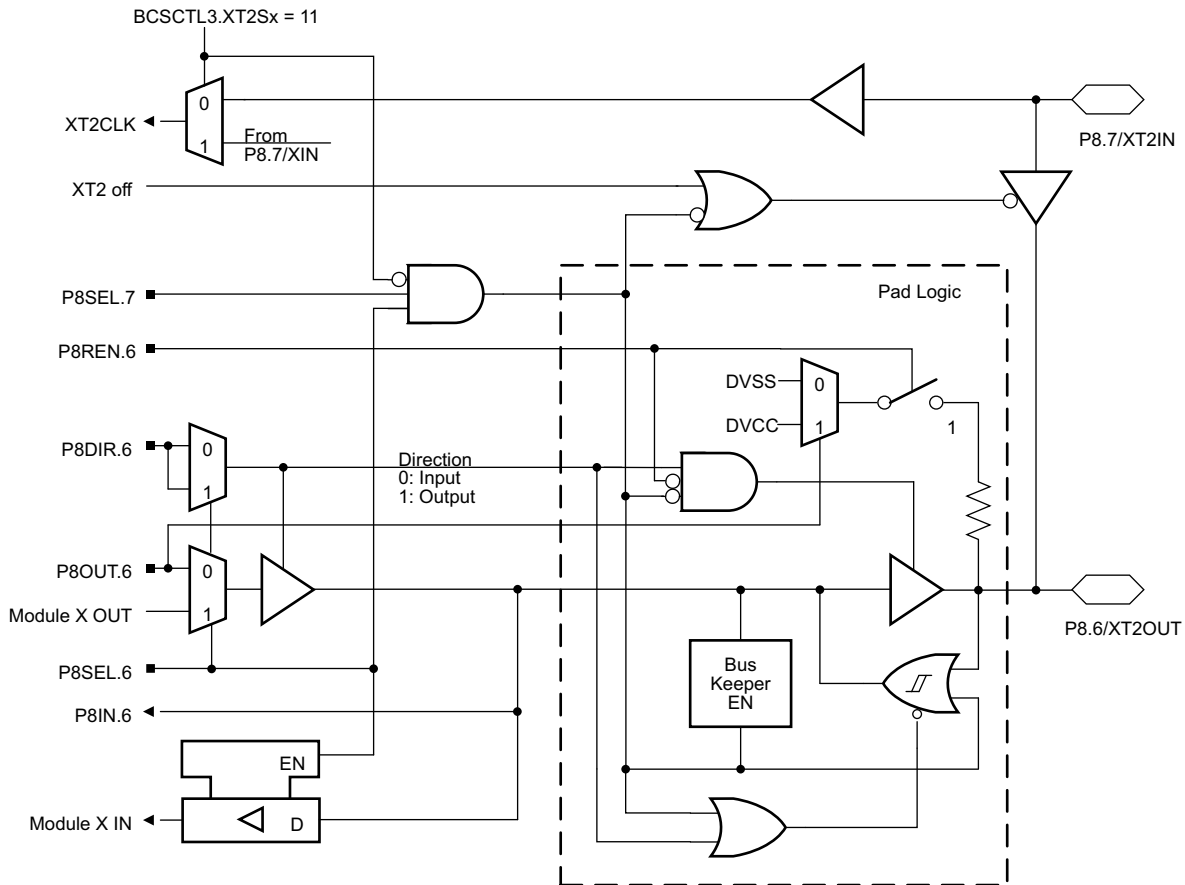 BCSCTL3.XT2Sx = 11
0
XT2CLK
1
From
P8.7/XIN
P8.7/XT2IN
XT2 off
P8SEL.7
Pad Logic
P8REN.6
DVSS
0
DVCC
1
1
P8DIR.6
0
1
Direction
0: Input
1: Output
P8OUT.6
0
Module X OUT
1
P8.6/XT2OUT
P8SEL.6
Bus
Keeper
EN
P8IN.6
EN
Module X IN
D